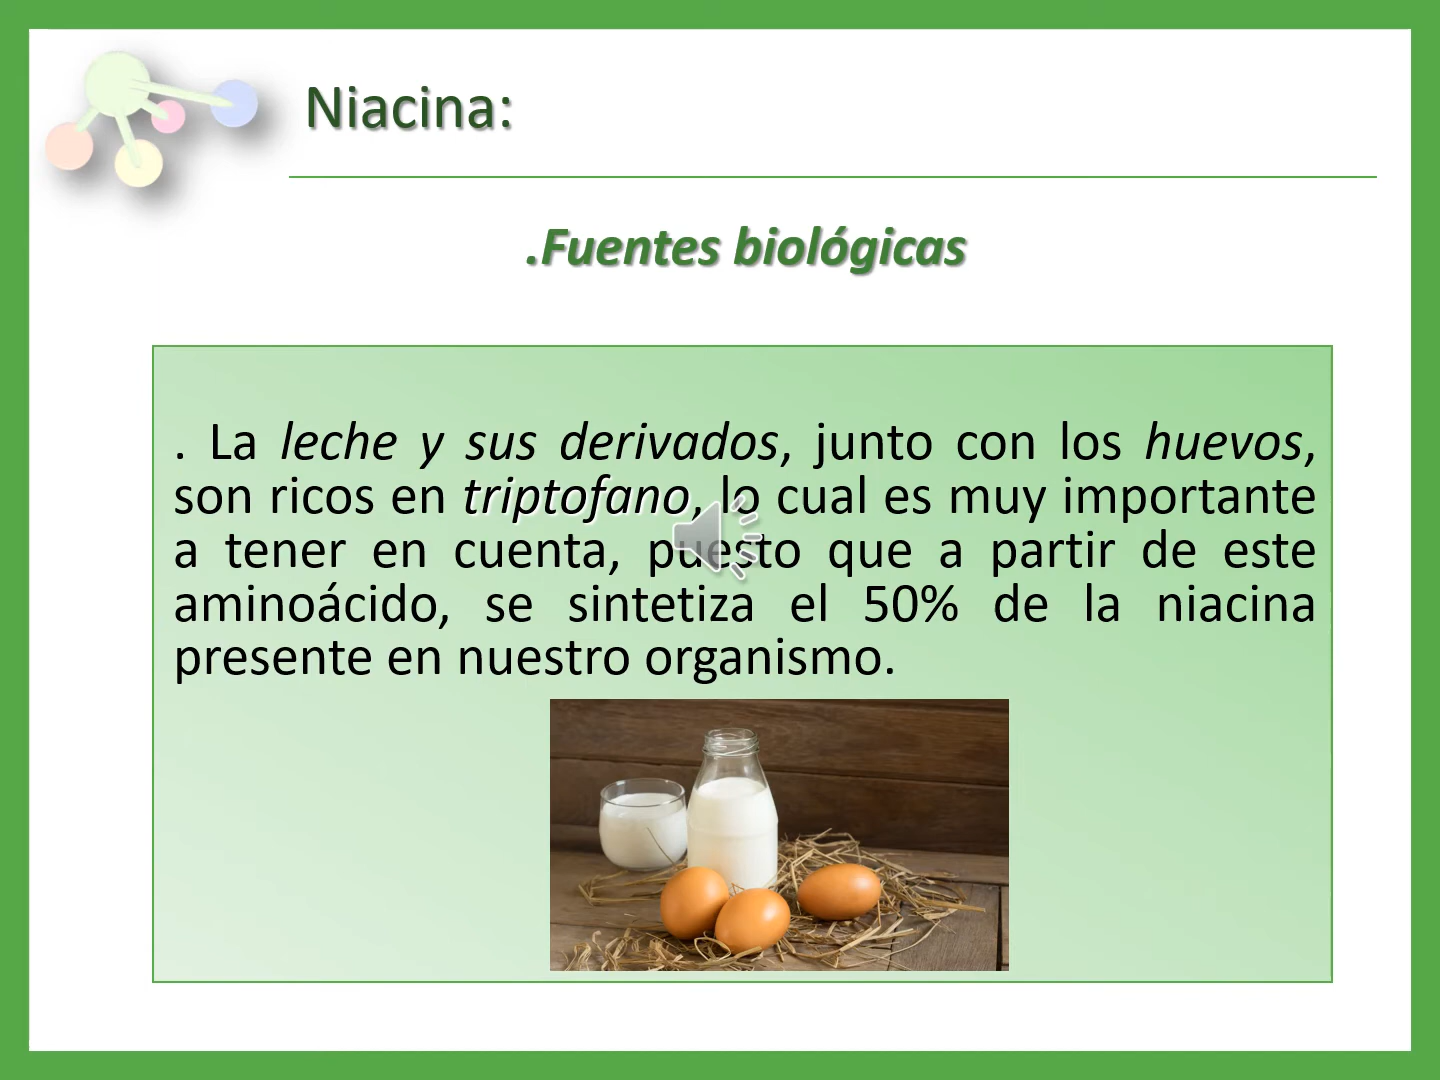 Niacina:
.Fuentes biológicas
. La leche y sus derivados, junto con los huevos,
son ricos en triptofano, lo cual es muy importante
a tener en cuenta, puesto que a partir de este
aminoácido, se sintetiza el 50% de la niacina
presente en nuestro organismo.